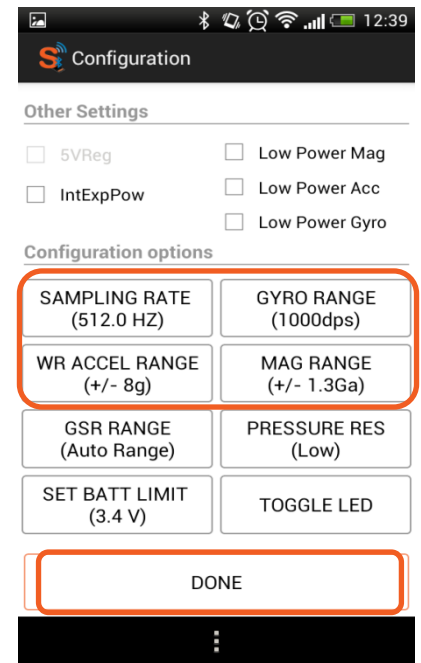 12:39
S Configuration
Other Settings
5VReg
Low Power Mag
IntExpPow
Low Power Acc
Low Power Gyro
Configuration options
SAMPLING RATE
(512.0 HZ)
GYRO RANGE
(1000dps)
WR ACCEL RANGE
(+/- 8g)
MAG RANGE
(+/- 1.3Ga)
GSR RANGE
(Auto Range)
PRESSURE RES
(Low)
SET BATT LIMIT
(3.4 V)
TOGGLE LED
DONE